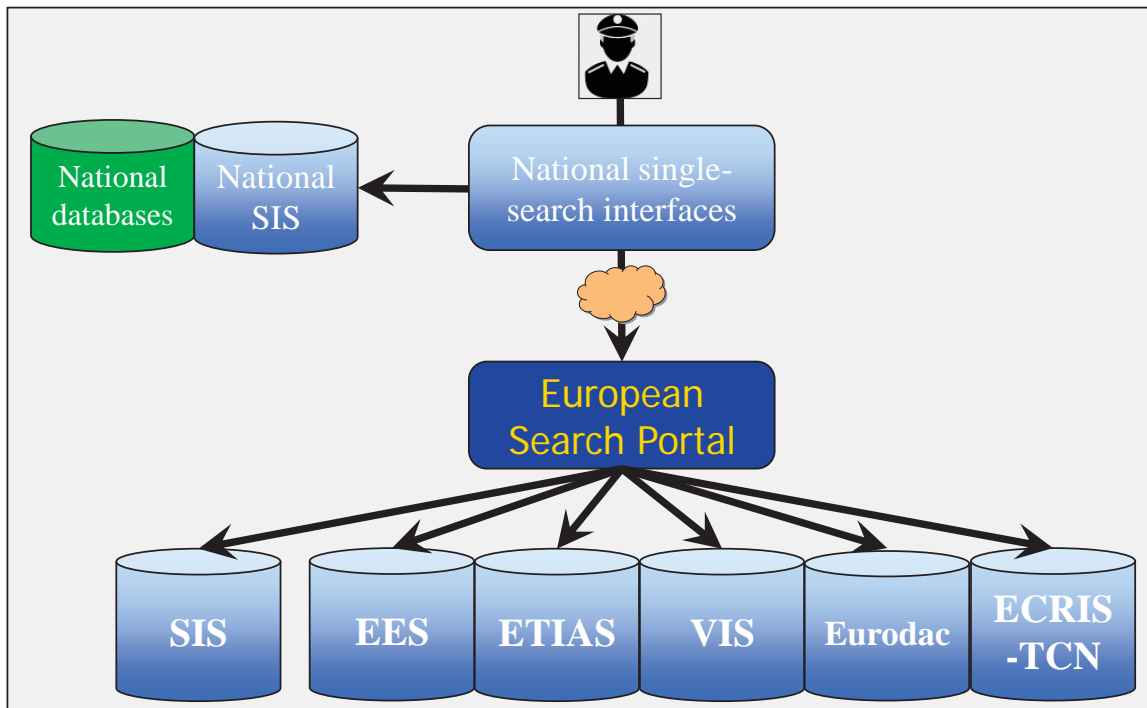 National
databases
National
SIS
National single-
search interfaces
European
Search Portal
SIS
EES
ETIAS
VIS
Eurodac
ECRIS
-TCN